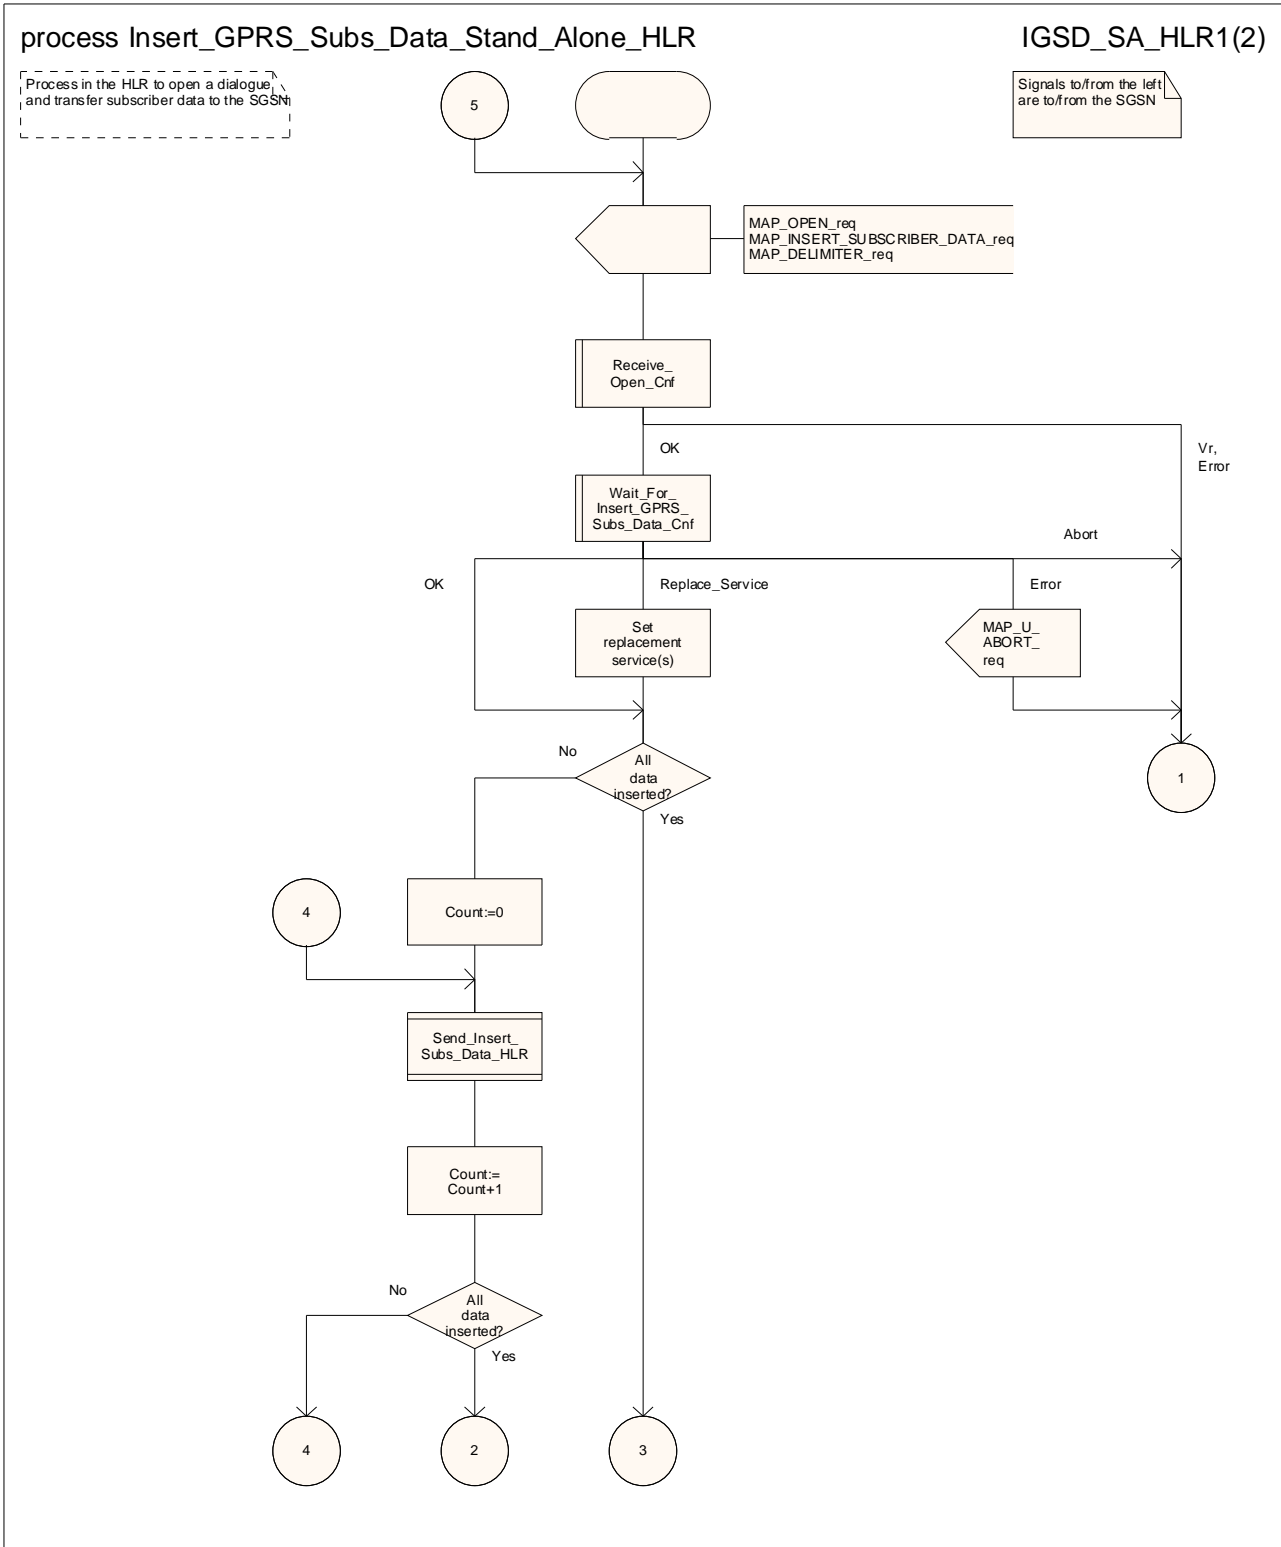 process Insert_GPRS_Subs_Data_Stand_Alone_HLR
IGSD_SA_HLR1(2)
Process in the HLR to open a dialogue
and transfer subscriber data to the SGSN
5
Signals to/from the left
are to/from the SGSN
MAP_OPEN_req
MAP_INSERT_SUBSCRIBER_DATA_req
MAP_DELIMITER_req
Receive_
Open_Cnf
OK
Vr,
Error
Wait_For_
Insert_GPRS_
Subs_Data_Cnf
Abort
OK
Replace_Service
Error
Set
replacement
service(s)
MAP_U_
ABORT_
req
No
All
data
inserted?
Yes
1
4
Count:=0
Send_Insert_
Subs_Data_HLR
Count:=
Count+1
No
All
data
inserted?
Yes
4
2
3